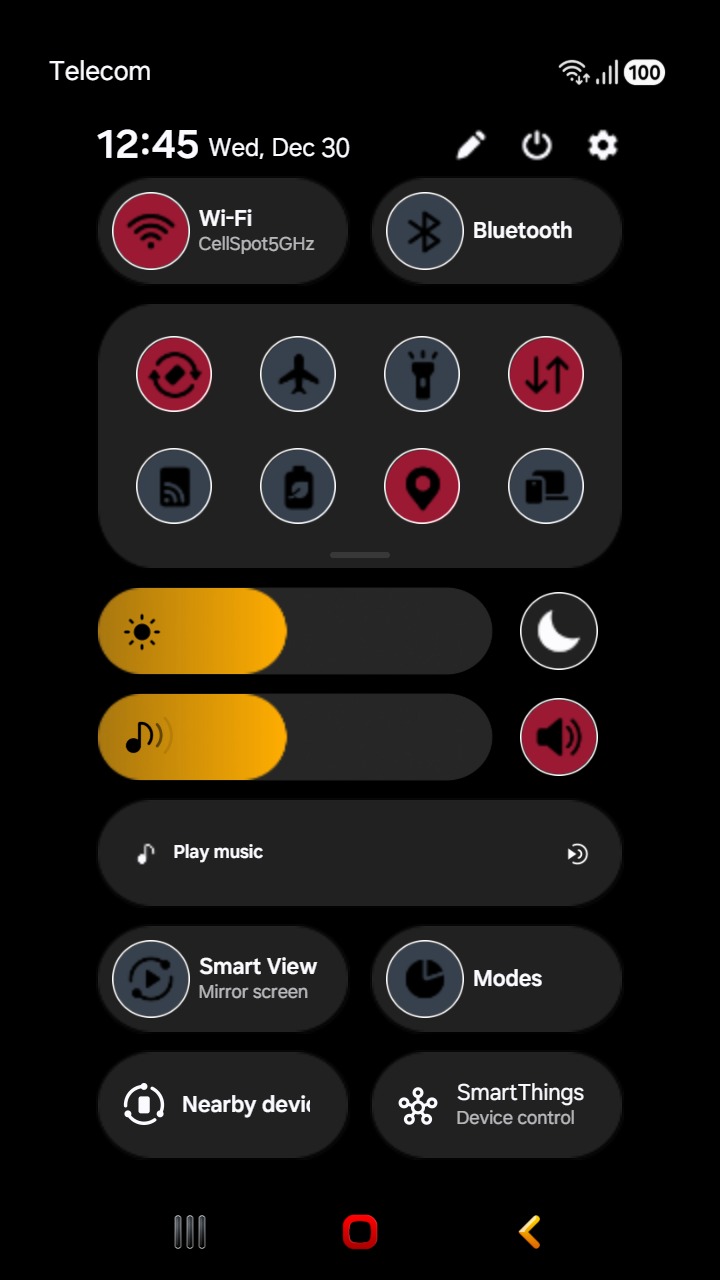 Telecom
100
12:45 Wed, Dec 30
Wi-Fi
CellSpot5GHz
Bluetooth
Play music
Smart View
Mirror screen
Modes
Nearby devic
SmartThings
Device control